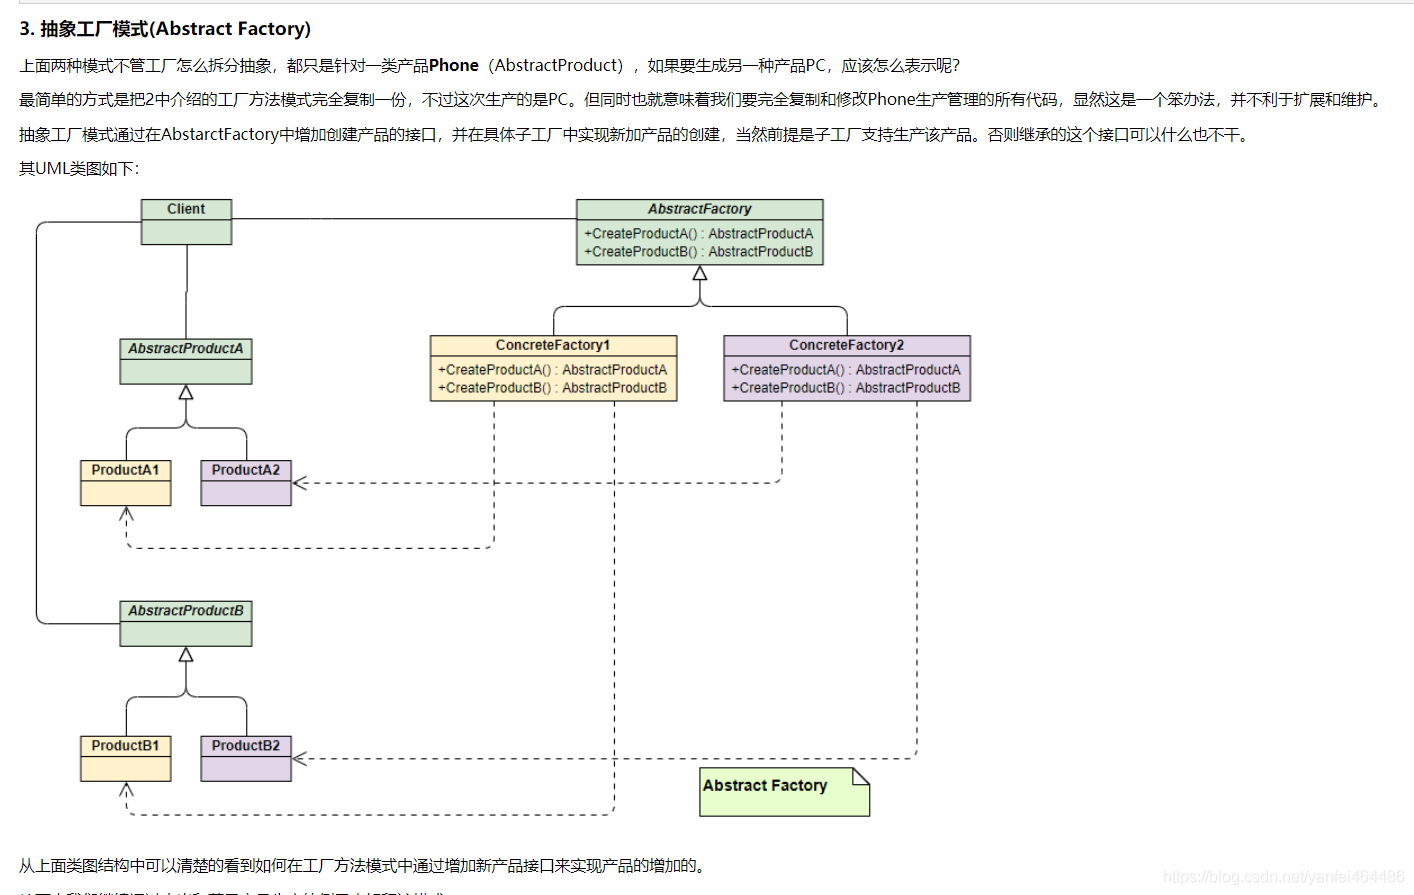 3. 抽象工厂模式(Abstract Factory)
上面两种模式不管工厂怎么拆分抽象，都只是针对一类产品Phone（AbstractProduct），如果要生成另一种产品PC，应该怎么表示呢?
最简单的方式是把2中介绍的工厂方法模式完全复制一份，不过这次生产的是PC。但同时也就意味着我们要完全复制和修改Phone生产管理的所有代码，显然这是一个笨办法，并不利于扩展和维护。
抽象工厂模式通过在AbstarctFactory中增加创建产品的接口，并在具体子工厂中实现新加产品的创建，当然前提是子工厂支持生产该产品。否则继承的这个接口可以什么也不干。
其UML类图如下：
Client
AbstractFactory
+CreateProductA() : AbstractProductA
+CreateProductB() : AbstractProductB
AbstractProductA
ConcreteFactory1
+CreateProductA() : AbstractProductA
+CreateProductB() : AbstractProductB
ConcreteFactory2
+CreateProductA() : AbstractProductA
+CreateProductB() : AbstractProductB
ProductA1
ProductA2
AbstractProductB
ProductB1
ProductB2
Abstract Factory
从上面类图结构中可以清楚的看到如何在工厂方法模式中通过增加新产品接口来实现产品的增加的。
https://blog.csdn.net/yanfei464486